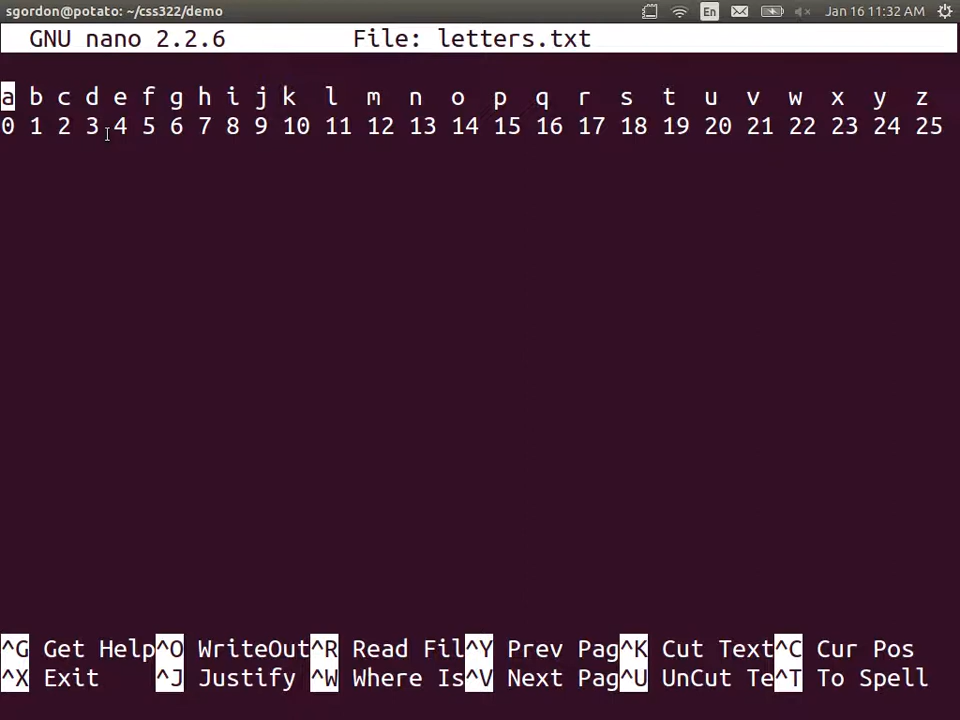 sgordon@potato: ~/css322/demo En Jan 16 11:32 AM
GNU nano 2.2.6 File: letters.txt
a b c d e f g h i j k l m n o p q r s t u v w x y z
0 1 2 3 4 5 6 7 8 9 10 11 12 13 14 15 16 17 18 19 20 21 22 23 24 25
^G Get Help^O WriteOut^R Read Fil^Y Prev Pag^K Cut Text^C Cur Pos
^X Exit ^J Justify ^W Where Is^V Next Pag^U UnCut Te^T To Spell